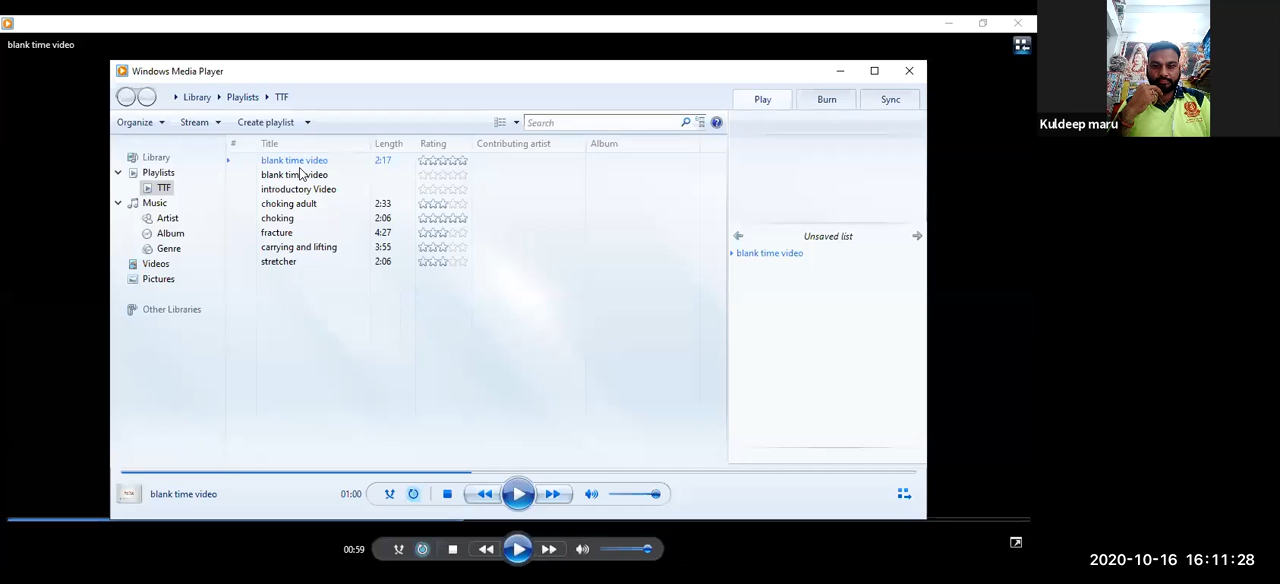 blank time video
Windows Media Player
Library Playlists TTF
Play Burn Sync
Organize Stream Create playlist Search
# Title Length Rating Contributing artist Album
Library
Playlists
TTF
Music
Artist
Album
Genre
Videos
Pictures
Other Libraries
blank time video 2:17
blank time video
introductory Video
choking adult 2:33
choking 2:06
fracture 4:27
carrying and lifting 3:55
stretcher 2:06
Unsaved list
blank time video
blank time video 01:00
00:59
Kuldeep maru
2020-10-16 16:11:28